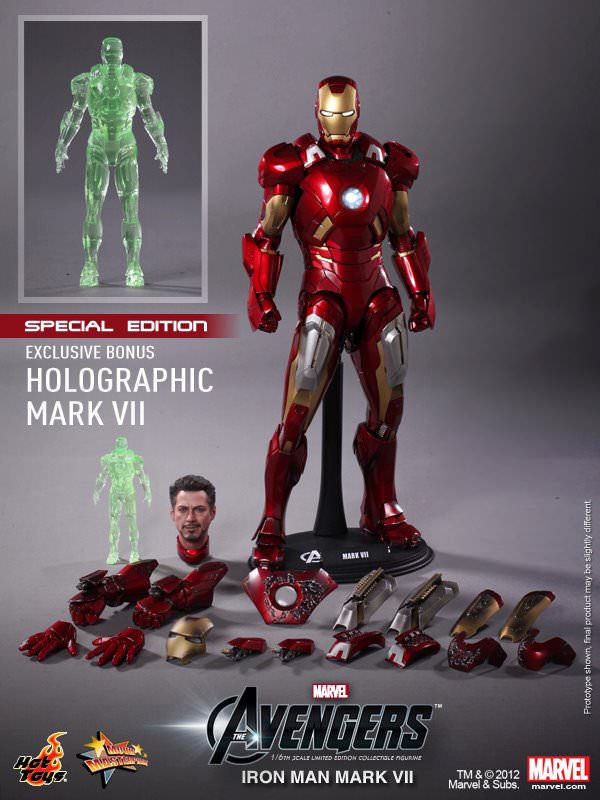 SPECIAL EDITION
EXCLUSIVE BONUS
HOLOGRAPHIC
MARK VII
MARK VII
Prototype shown, final product may be slightly different.
MARVEL
THE AVENGERS™
1/6TH SCALE LIMITED EDITION COLLECTIBLE FIGURINE
IRON MAN MARK VII
Hot Toys
MOVIE MASTERPIECE
TM & © 2012
Marvel & Subs.
MARVEL
marvel.com